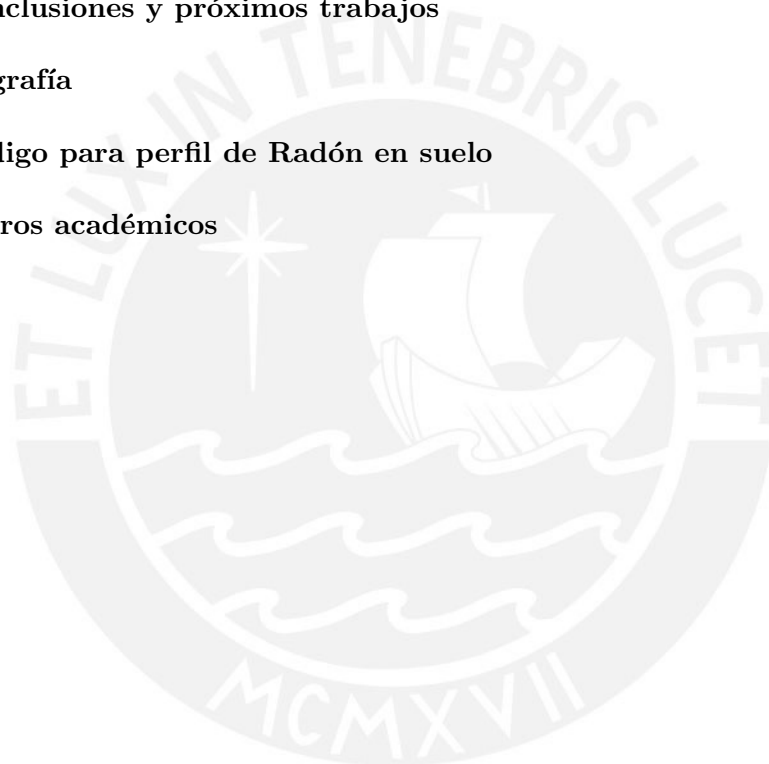 nclusiones y próximos trabajos
grafía
ligo para perfil de Radón en suelo
ros académicos
ET LUX IN TENEBRIS LUCET
MCMXVII